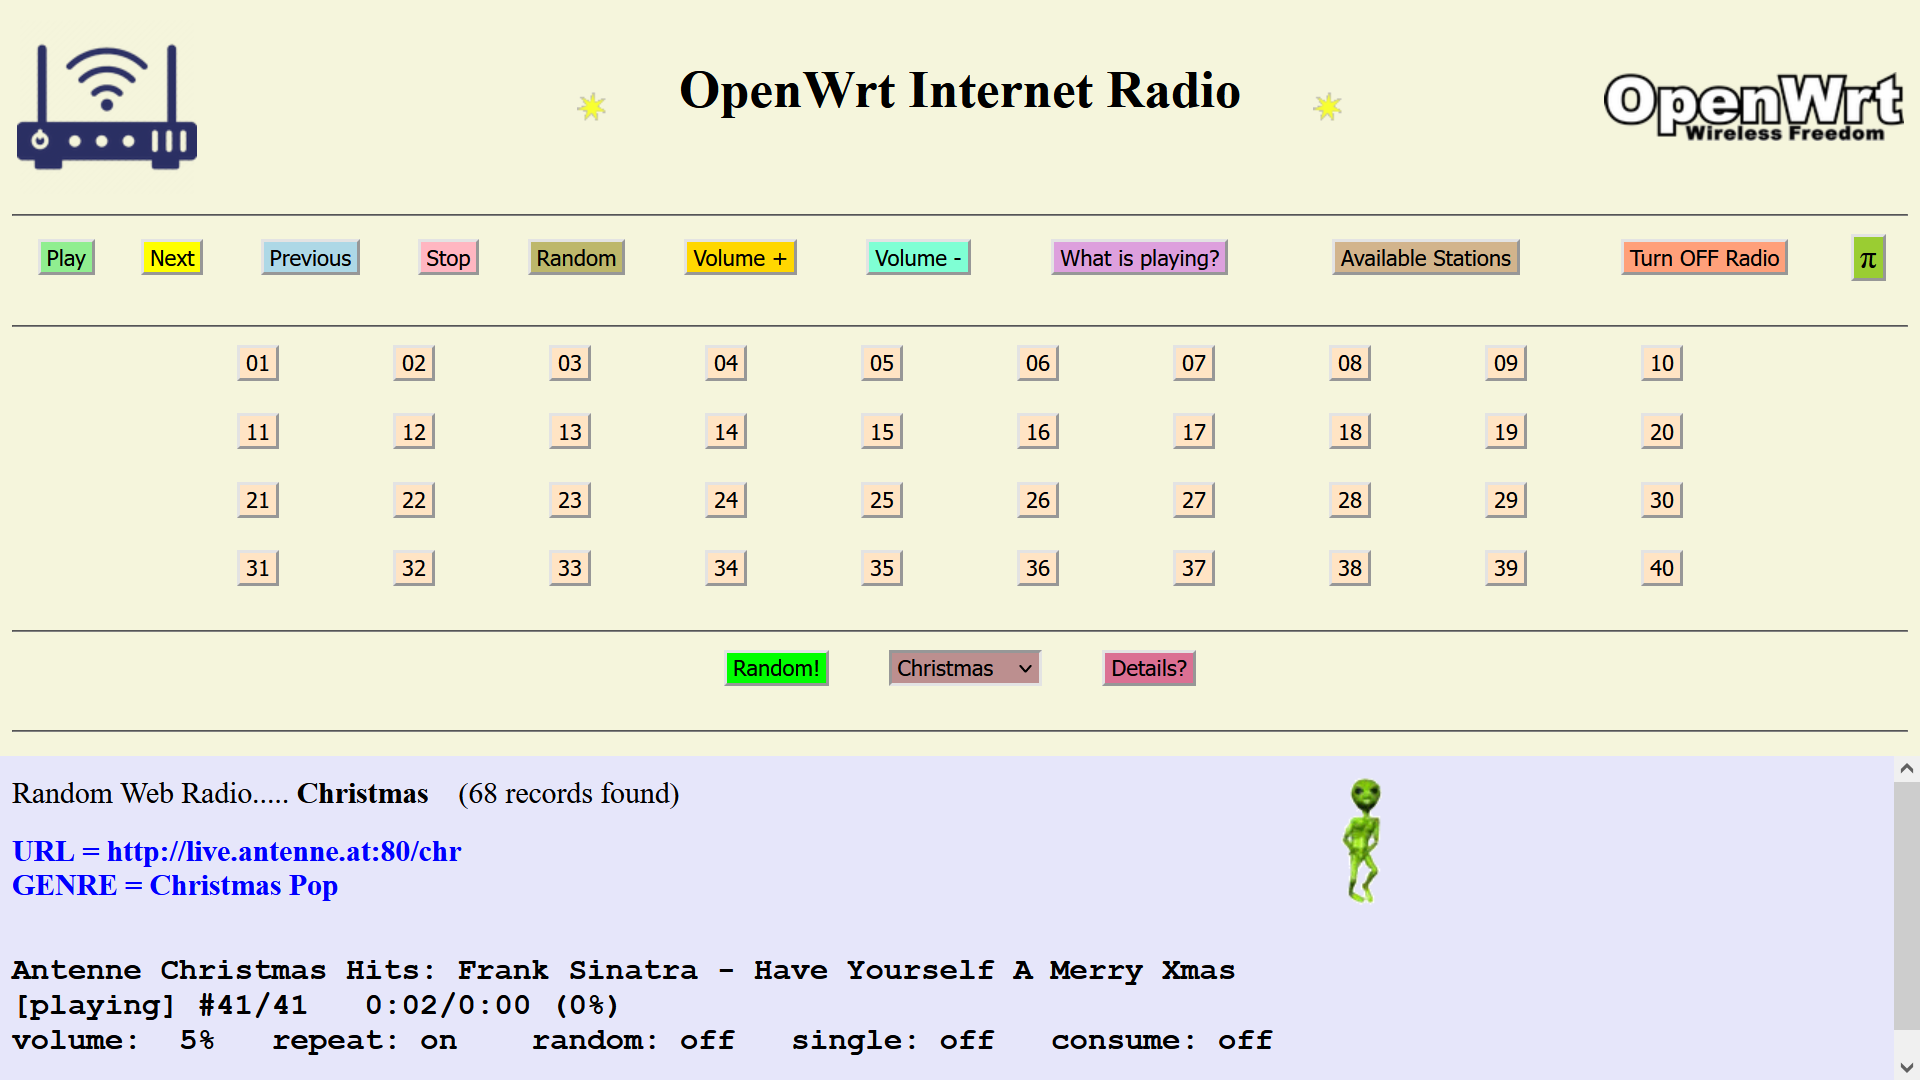 OpenWrt Internet Radio
OpenWrt
Wireless Freedom
Play Next Previous Stop Random Volume + Volume - What is playing? Available Stations Turn OFF Radio π
01 02 03 04 05 06 07 08 09 10
11 12 13 14 15 16 17 18 19 20
21 22 23 24 25 26 27 28 29 30
31 32 33 34 35 36 37 38 39 40
Random! Christmas Details?
Random Web Radio..... Christmas (68 records found)
URL = http://live.antenne.at:80/chr
GENRE = Christmas Pop
Antenne Christmas Hits: Frank Sinatra - Have Yourself A Merry Xmas
[playing] #41/41 0:02/0:00 (0%)
volume: 5% repeat: on random: off single: off consume: off